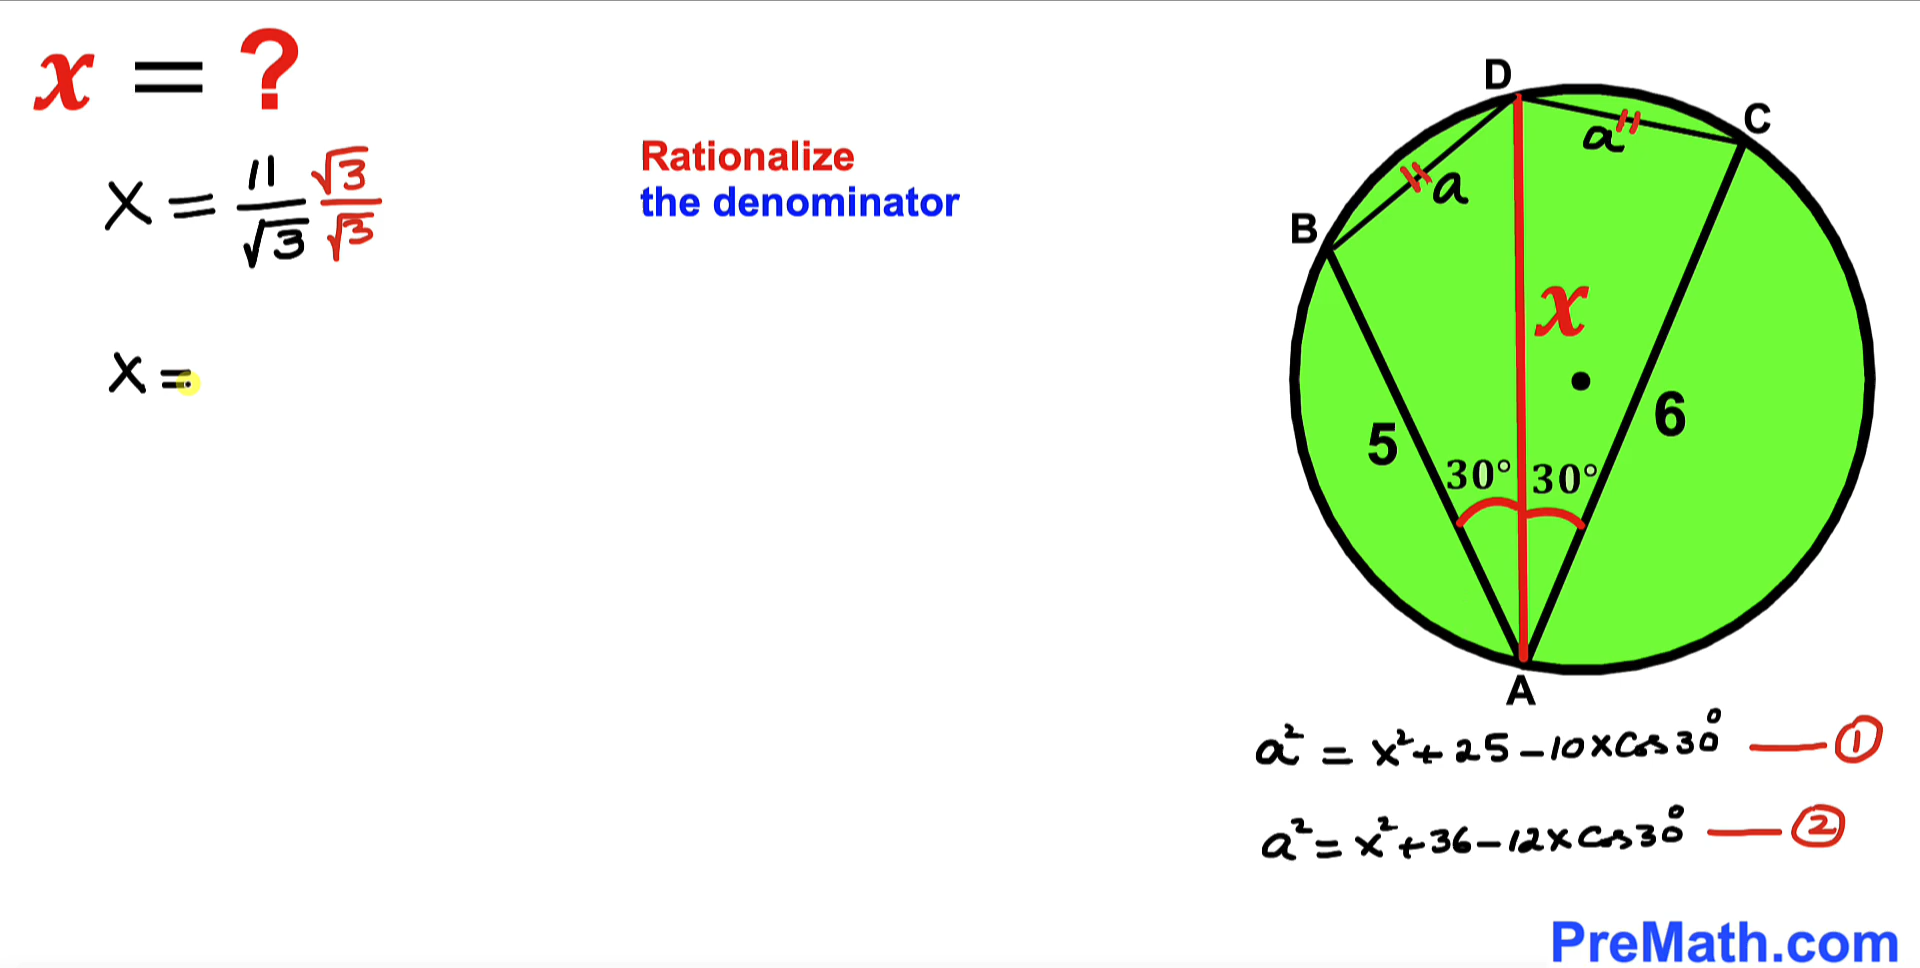 x = ?
x = 11/√3 √3/√3
Rationalize
the denominator
x =
D
C
a
a
B
x
5
6
30° 30°
A
a² = x² + 25 – 10x cos 30° — ①
a² = x² + 36 – 12x cos 30° — ②
PreMath.com